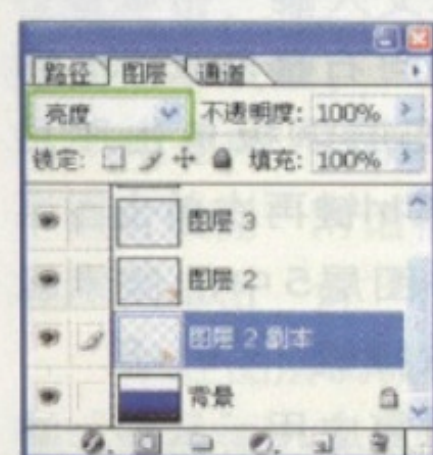 路径 图层 通道
亮度 不透明度: 100%
锁定: 填充: 100%
图层 3
图层 2
图层 2 副本
背景